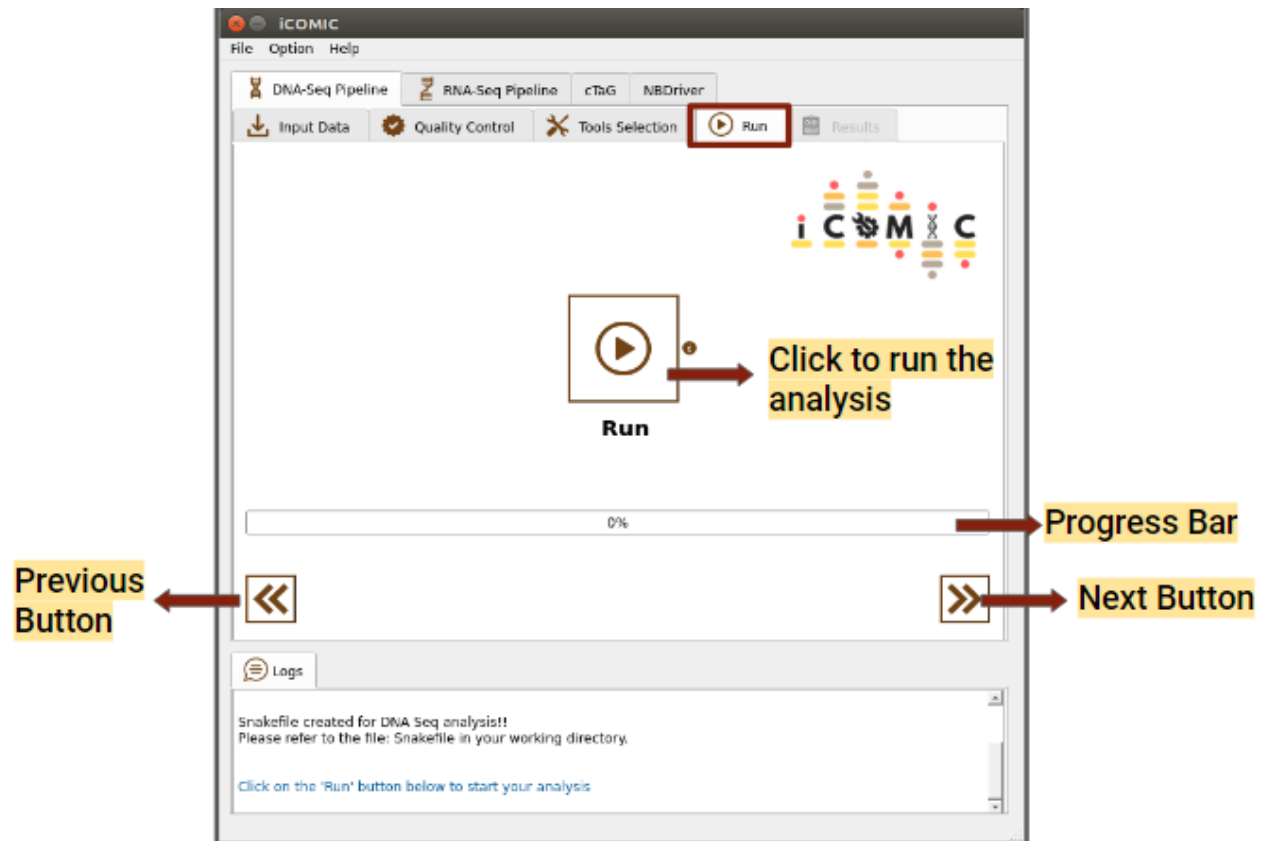 iCOMIC
File Option Help
DNA-Seq Pipeline RNA-Seq Pipeline cTaG NBDriver
Input Data Quality Control Tools Selection Run Results
iCOMiC
Click to run the
analysis
Run
0%
Progress Bar
Previous
Button
Next Button
Logs
Snakefile created for DNA Seq analysis!!
Please refer to the file: Snakefile in your working directory.
Click on the 'Run' button below to start your analysis